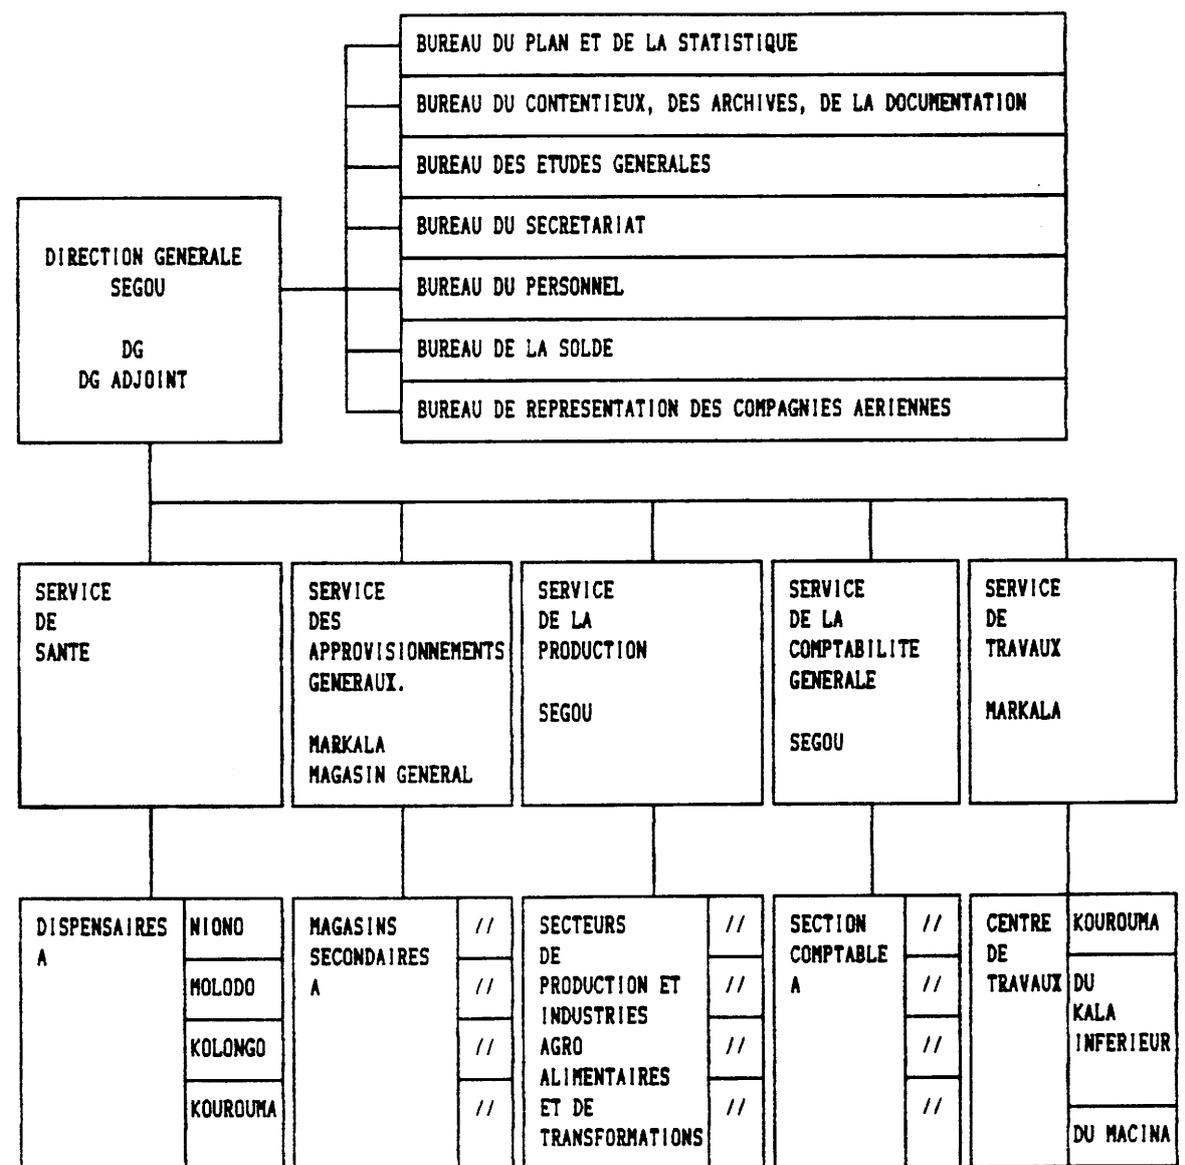 BUREAU DU PLAN ET DE LA STATISTIQUE
BUREAU DU CONTENTIEUX, DES ARCHIVES, DE LA DOCUMENTATION
BUREAU DES ETUDES GENERALES
BUREAU DU SECRETARIAT
BUREAU DU PERSONNEL
BUREAU DE LA SOLDE
BUREAU DE REPRESENTATION DES COMPAGNIES AERIENNES
DIRECTION GENERALE
SEGOU
DG
DG ADJOINT
SERVICE
DE
SANTE
SERVICE
DES
APPROVISIONNEMENTS
GENERAUX.
MARKALA
MAGASIN GENERAL
SERVICE
DE LA
PRODUCTION
SEGOU
SERVICE
DE LA
COMPTABILITE
GENERALE
SEGOU
SERVICE
DE
TRAVAUX
MARKALA
DISPENSAIRES
A
NIONO
MOLODO
KOLONGO
KOUROUMA
MAGASINS
SECONDAIRES
A
//
//
//
//
SECTEURS
DE
PRODUCTION ET
INDUSTRIES
AGRO
ALIMENTAIRES
ET DE
TRANSFORMATIONS
//
//
//
//
SECTION
COMPTABLE
A
//
//
//
//
CENTRE
DE
TRAVAUX
KOUROUMA
DU
KALA
INFERIEUR
DU MACINA